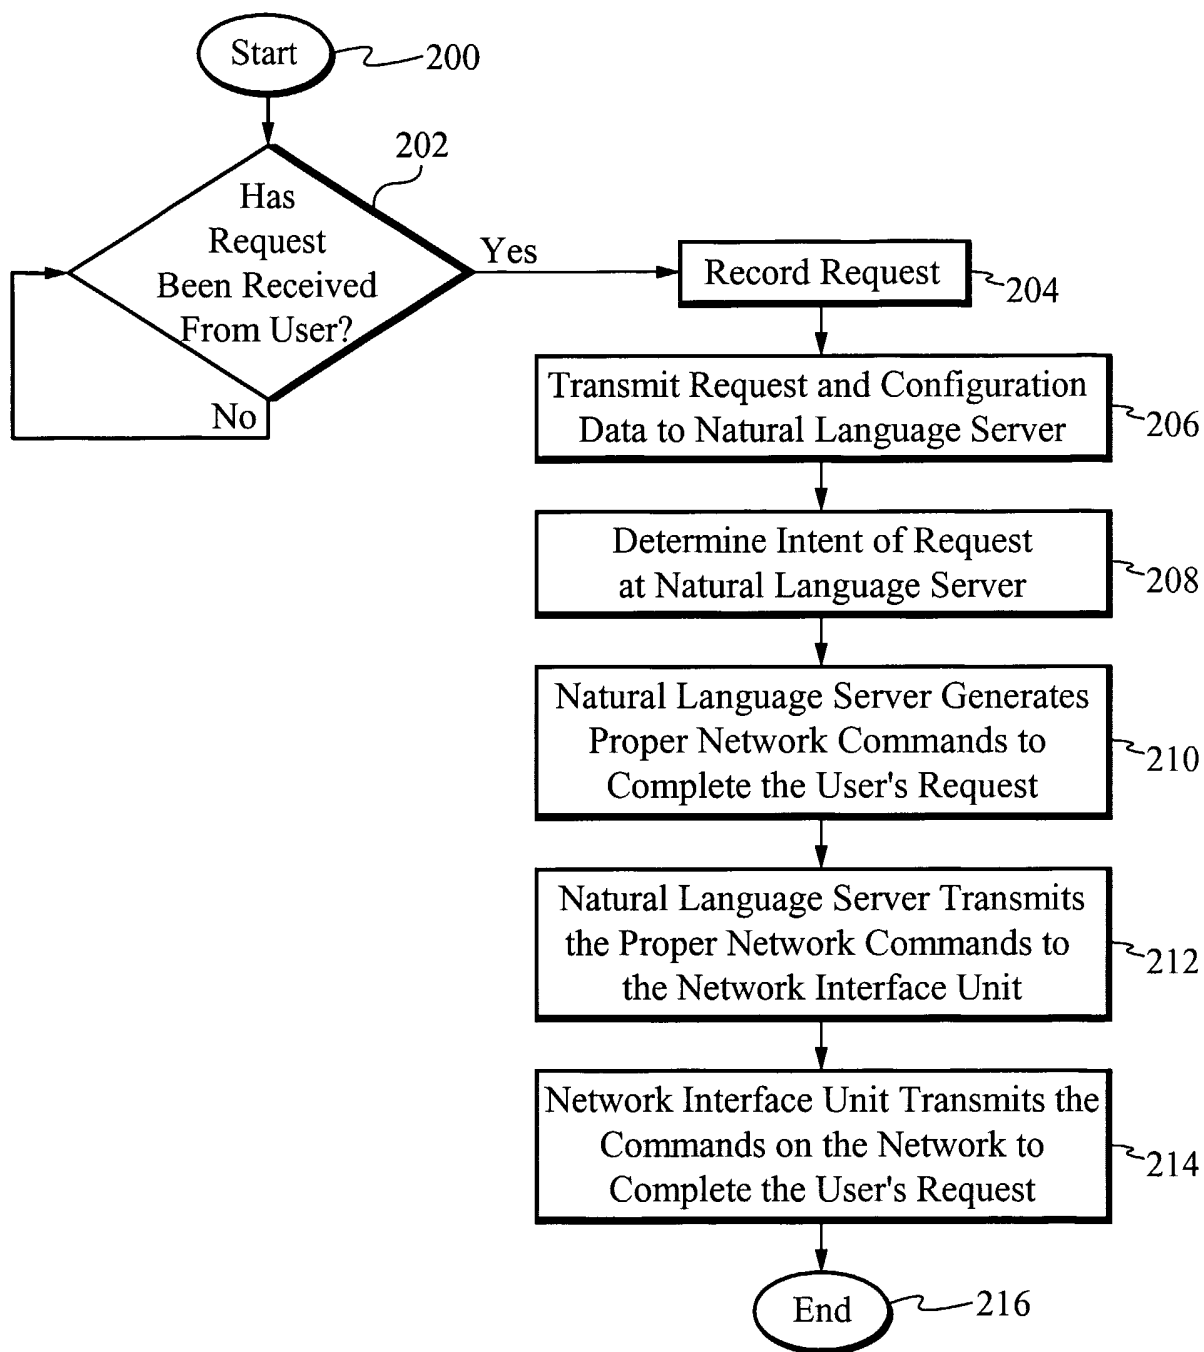 Start
200
202
Has
Request
Been Received
From User?
Yes
No
Record Request
204
Transmit Request and Configuration
Data to Natural Language Server
206
Determine Intent of Request
at Natural Language Server
208
Natural Language Server Generates
Proper Network Commands to
Complete the User's Request
210
Natural Language Server Transmits
the Proper Network Commands to
the Network Interface Unit
212
Network Interface Unit Transmits the
Commands on the Network to
Complete the User's Request
214
End
216